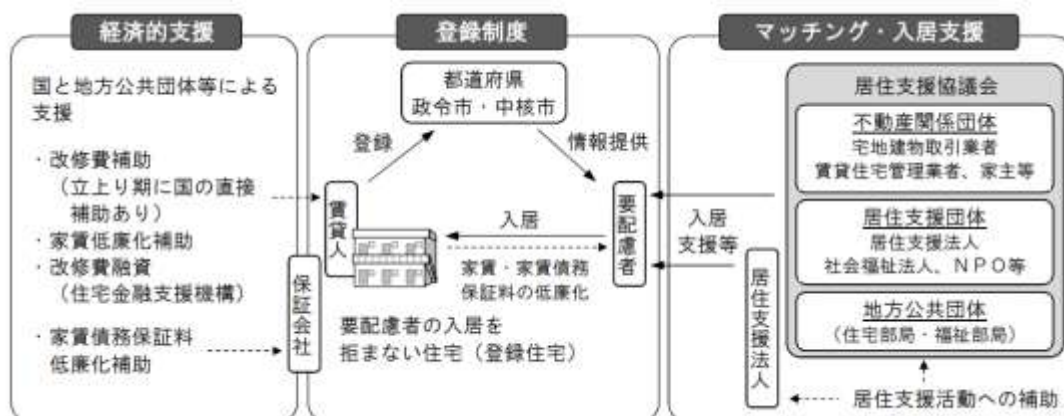 経済的支援
国と地方公共団体等による
支援
・改修費補助
（立上り期に国の直接
補助あり）
・家賃低廉化補助
・改修費融資
（住宅金融支援機構）
・家賃債務保証料
低廉化補助
保証会社
登録制度
都道府県
政令市・中核市
登録
情報提供
賃貸人
要配慮者
入居
家賃・家賃債務
保証料の低廉化
要配慮者の入居を
拒まない住宅（登録住宅）
マッチング・入居支援
入居
支援等
居住支援法人
居住支援協議会
不動産関係団体
宅地建物取引業者
賃貸住宅管理業者、家主等
居住支援団体
居住支援法人
社会福祉法人、ＮＰＯ等
地方公共団体
（住宅部局・福祉部局）
居住支援活動への補助